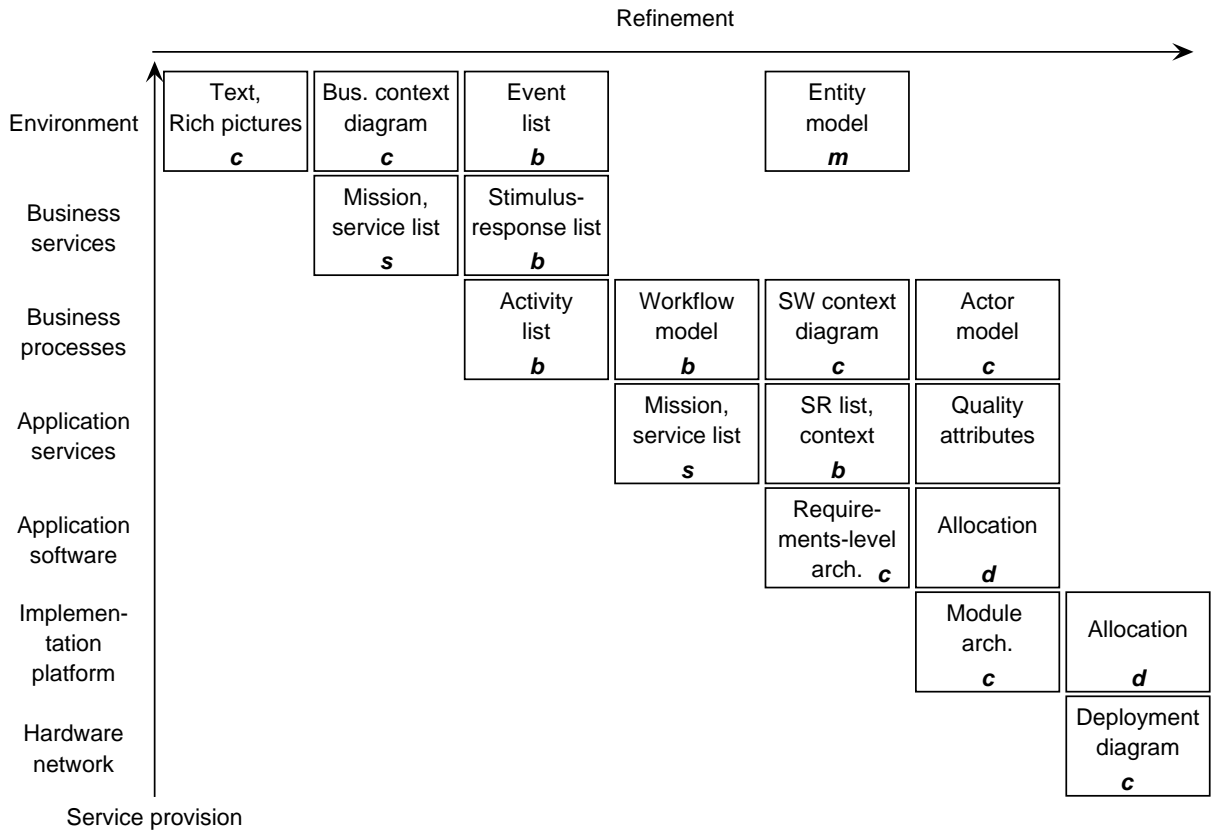 Refinement
Environment
Text,
Rich pictures
c
Bus. context
diagram
c
Event
list
b
Entity
model
m
Business
services
Mission,
service list
s
Stimulus-
response list
b
Business
processes
Activity
list
b
Workflow
model
b
SW context
diagram
c
Actor
model
c
Application
services
Mission,
service list
s
SR list,
context
b
Quality
attributes
Application
software
Require-
ments-level
arch. c
Allocation
d
Implemen-
tation
platform
Module
arch.
c
Allocation
d
Hardware
network
Deployment
diagram
c
Service provision